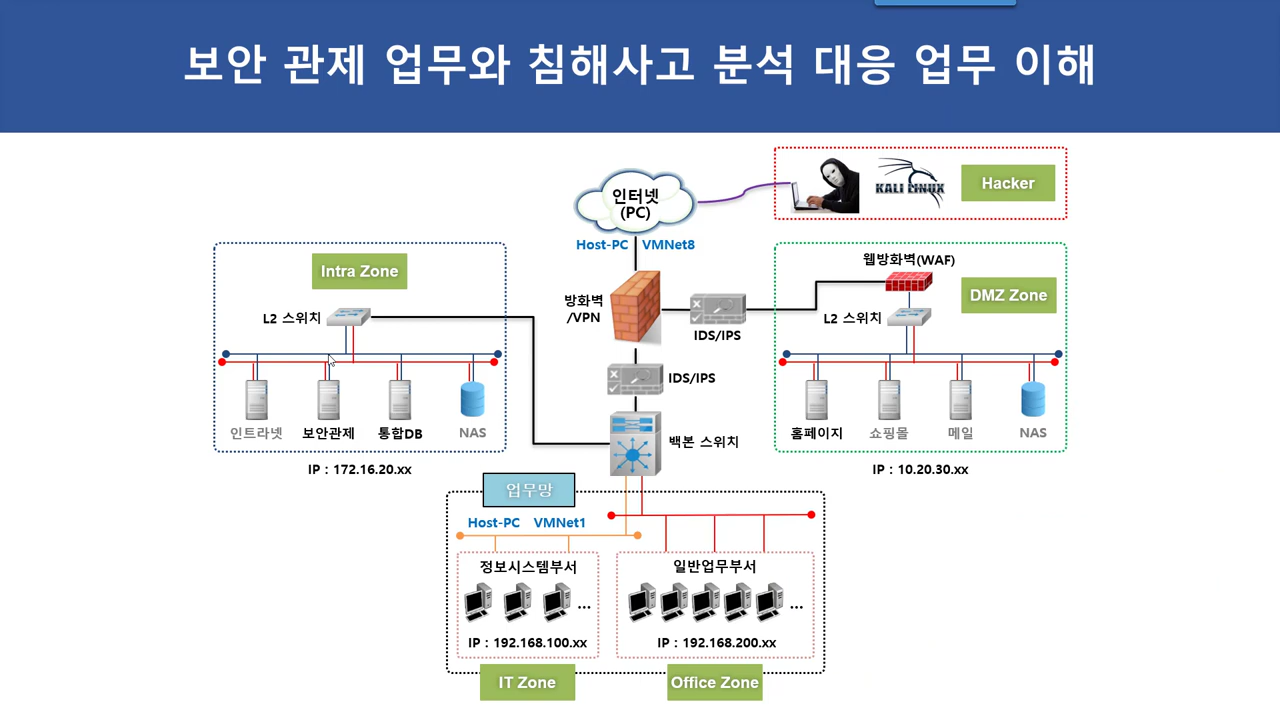 보안 관제 업무와 침해사고 분석 대응 업무 이해
인터넷
(PC)
KALI LINUX
Hacker
Host-PC VMNet8
Intra Zone
L2 스위치
방화벽
/VPN
IDS/IPS
웹방화벽(WAF)
DMZ Zone
L2 스위치
IDS/IPS
인트라넷
보안관제
통합DB
NAS
백본 스위치
홈페이지
쇼핑몰
메일
NAS
IP : 172.16.20.xx
IP : 10.20.30.xx
업무망
Host-PC VMNet1
정보시스템부서
...
IP : 192.168.100.xx
일반업무부서
...
IP : 192.168.200.xx
IT Zone
Office Zone